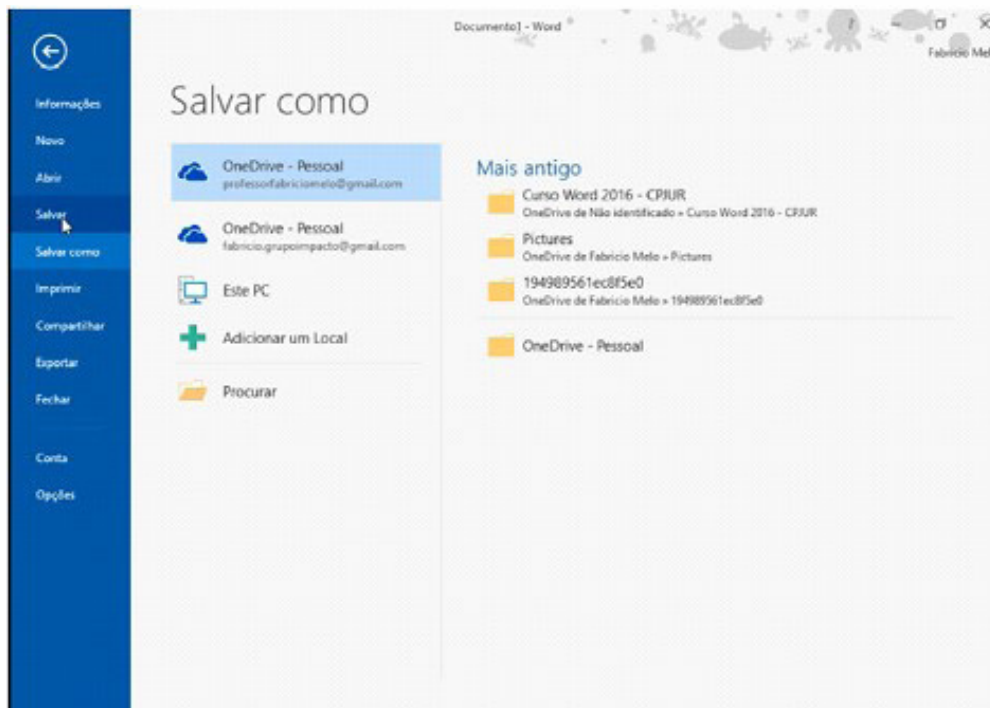 Documento1 - Word
?
Fabricio Mel
Informações
Novo
Abrir
Salvar
Salvar como
Imprimir
Compartilhar
Exportar
Fechar
Conta
Opções
Salvar como
OneDrive - Pessoal
professorfabriciomelo@gmail.com
OneDrive - Pessoal
fabricio.grupoimpacto@gmail.com
Este PC
Adicionar um Local
Procurar
Mais antigo
Curso Word 2016 - CPJUR
OneDrive de Não identificado » Curso Word 2016 - CPJUR
Pictures
OneDrive de Fabricio Melo » Pictures
194989561ec8f5e0
OneDrive de Fabricio Melo » 194989561ec8f5e0
OneDrive - Pessoal